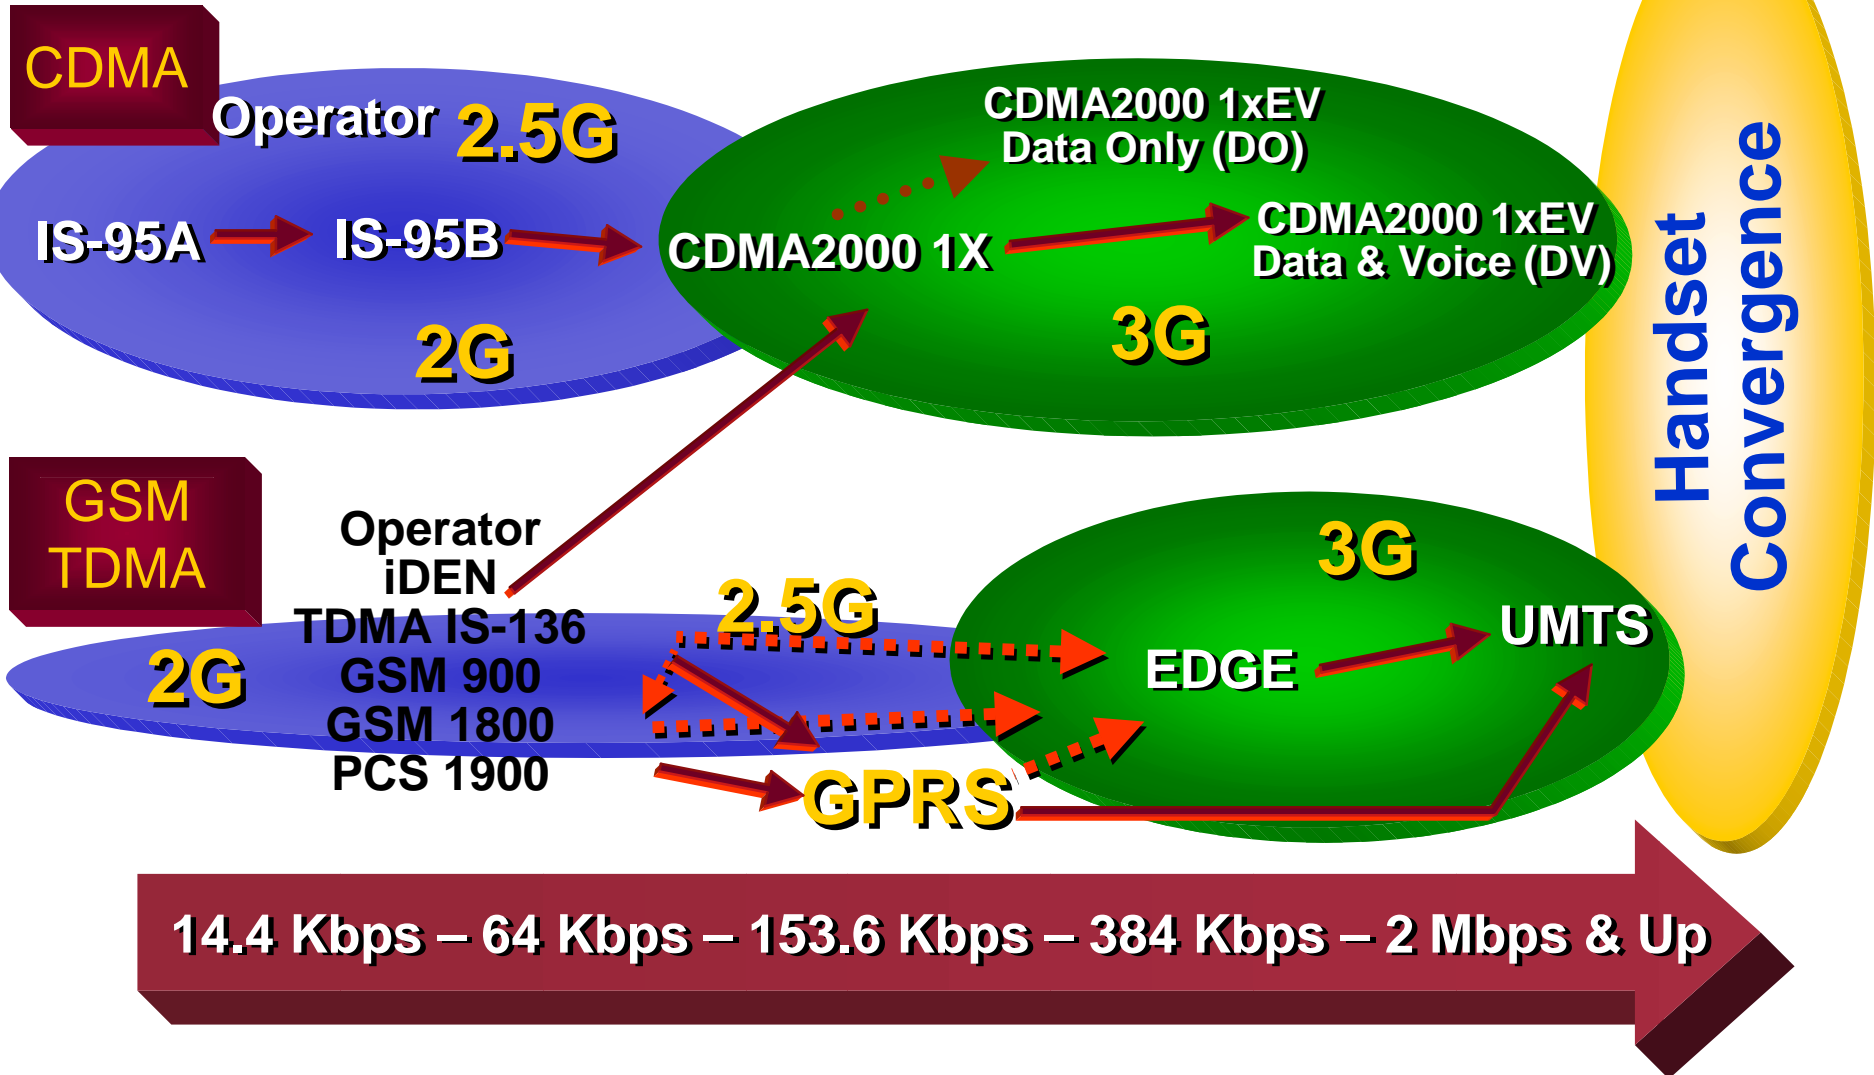 CDMA
Operator
2.5G
IS-95A
IS-95B
2G
CDMA2000 1X
CDMA2000 1xEV
Data Only (DO)
CDMA2000 1xEV
Data & Voice (DV)
3G
Handset
Convergence
GSM
TDMA
Operator
iDEN
TDMA IS-136
GSM 900
GSM 1800
PCS 1900
2G
2.5G
GPRS
3G
EDGE
UMTS
14.4 Kbps – 64 Kbps – 153.6 Kbps – 384 Kbps – 2 Mbps & Up